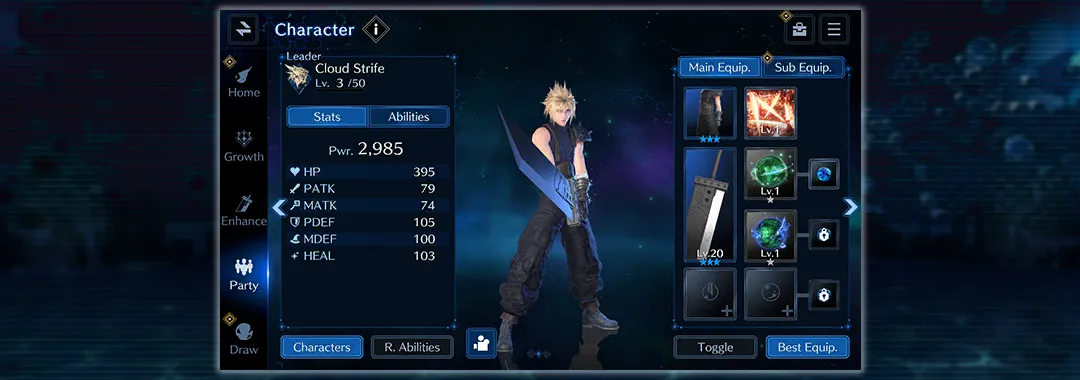 Character
i
Home
Growth
Enhance
Party
Draw
Leader
Cloud Strife
Lv. 3 /50
Stats
Abilities
Pwr. 2,985
HP 395
PATK 79
MATK 74
PDEF 105
MDEF 100
HEAL 103
Characters
R. Abilities
Main Equip.
Sub Equip.
Lv.1
Lv.1
Lv.20
Lv.1
Toggle
Best Equip.